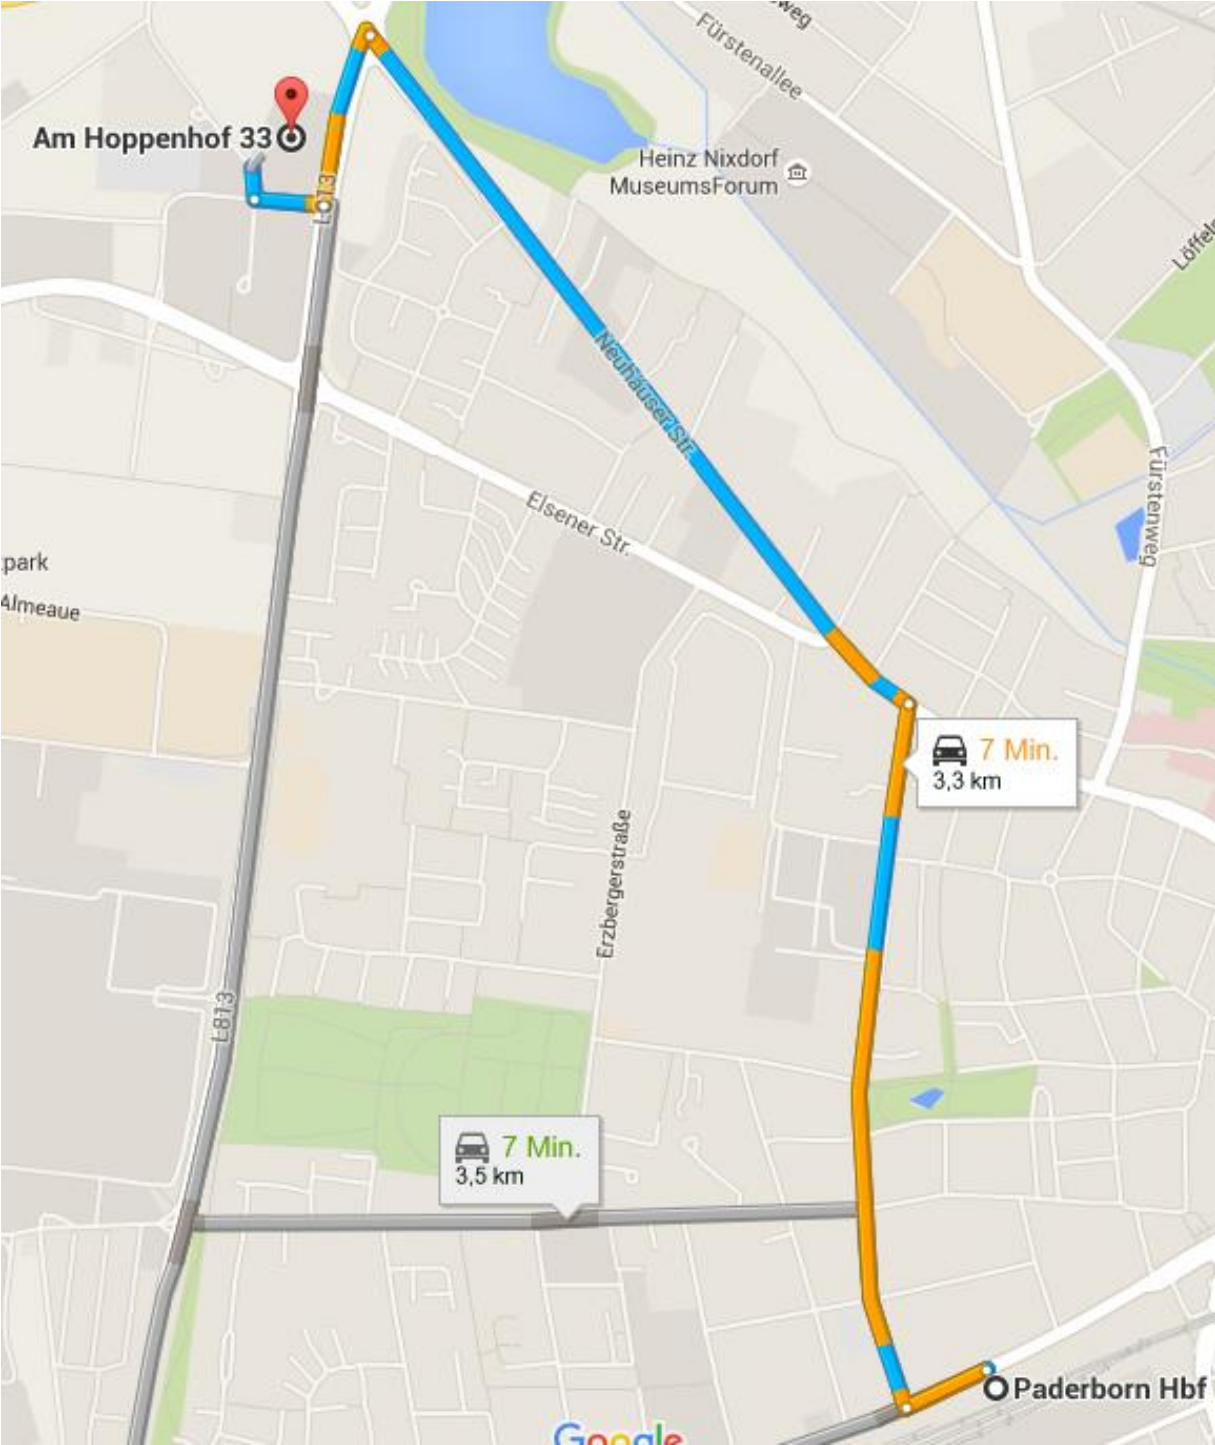 weg
Fürstenallee
Am Hoppenhof 33
Heinz Nixdorf
MuseumsForum
L813
Neuhäuser Str.
Elsener Str.
Fürstenweg
park
Almeaue
7 Min.
3,3 km
Erzbergerstraße
L813
7 Min.
3,5 km
Paderborn Hbf
Google